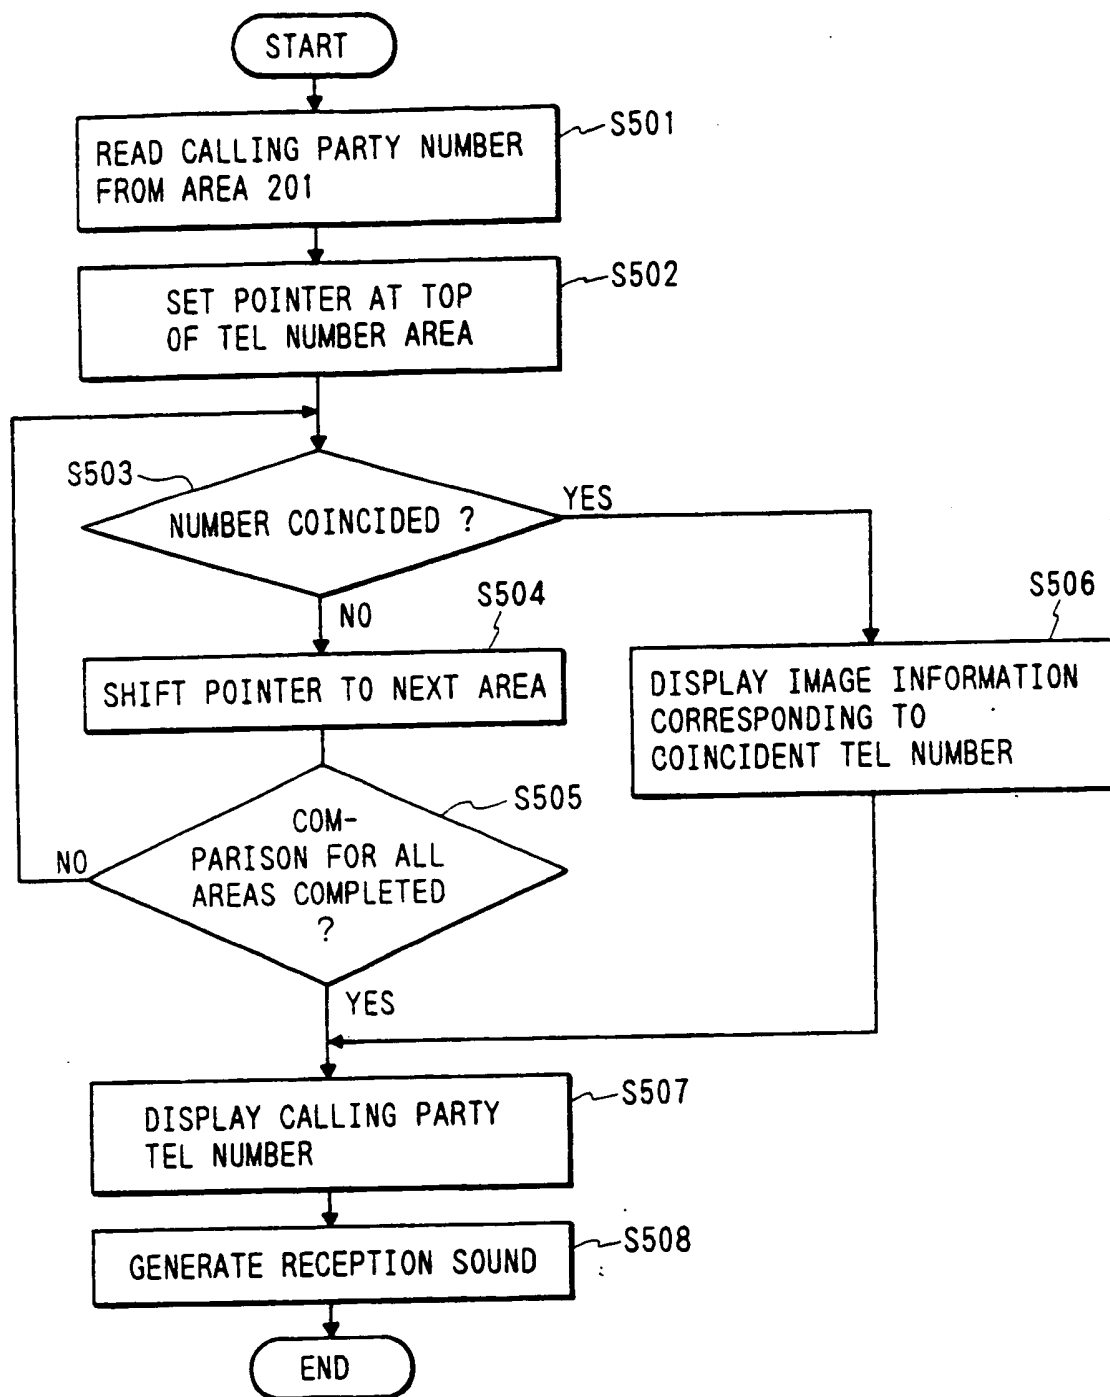 START
READ CALLING PARTY NUMBER
FROM AREA 201
S501
SET POINTER AT TOP
OF TEL NUMBER AREA
S502
S503
NUMBER COINCIDED ?
YES
NO
S504
SHIFT POINTER TO NEXT AREA
S506
DISPLAY IMAGE INFORMATION
CORRESPONDING TO
COINCIDENT TEL NUMBER
S505
COM-
PARISON FOR ALL
AREAS COMPLETED
?
NO
YES
DISPLAY CALLING PARTY
TEL NUMBER
S507
GENERATE RECEPTION SOUND
S508
END